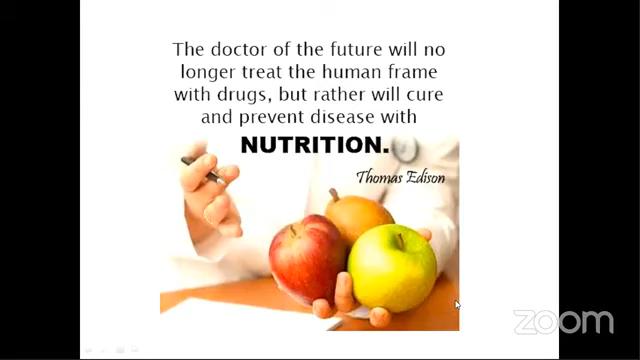 The doctor of the future will no
longer treat the human frame
with drugs, but rather will cure
and prevent disease with
NUTRITION.
Thomas Edison
zoom